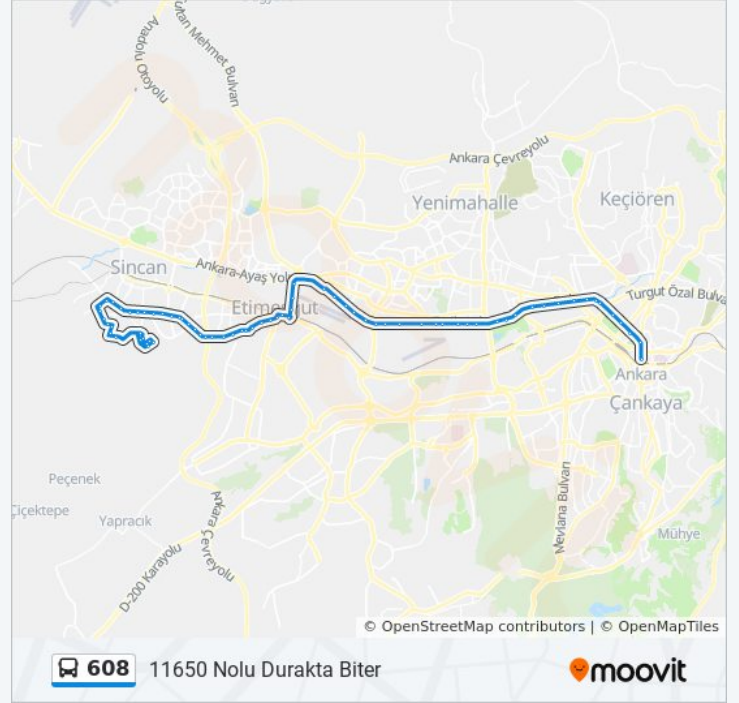 Sultan Mehmet Bulvarı
Anadolu Otoyolu
Ankara Çevreyolu
Yenimahalle
Keçiören
Sincan
Ankara-Ayaş Yolu
Etimesgut
Turgut Özal Bulva
Ankara
Çankaya
Peçenek
Çiçektepe
Yapracık
Ankara Çevreyolu
Mevlana Bulvarı
Mühye
D-200 Karayolu
© OpenStreetMap contributors | © OpenMapTiles
608 11650 Nolu Durakta Biter
moovit